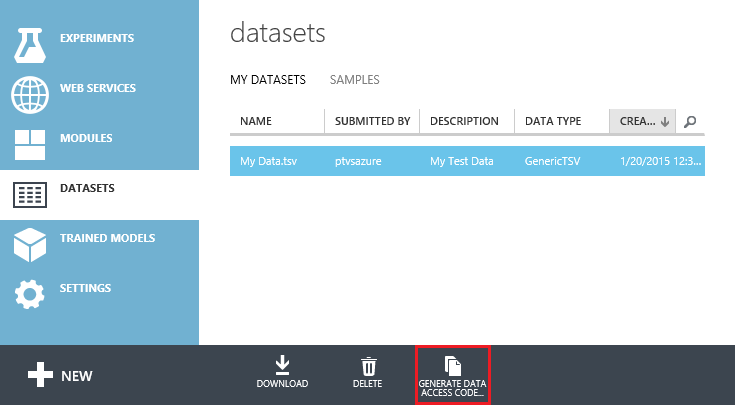 EXPERIMENTS
WEB SERVICES
MODULES
DATASETS
TRAINED MODELS
SETTINGS
datasets
MY DATASETS SAMPLES
NAME SUBMITTED BY DESCRIPTION DATA TYPE CREA...
My Data.tsv ptvsazure My Test Data GenericTSV 1/20/2015 12:3...
NEW
DOWNLOAD
DELETE
GENERATE DATA
ACCESS CODE...